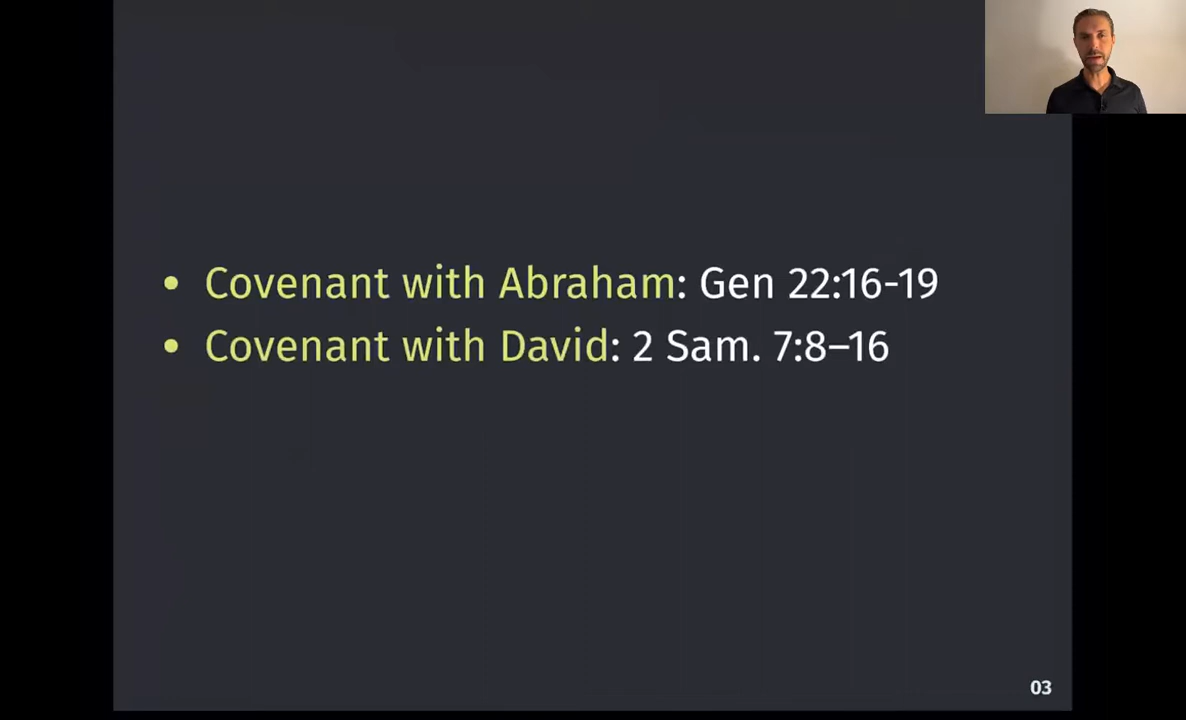 • Covenant with Abraham: Gen 22:16-19
• Covenant with David: 2 Sam. 7:8–16
03